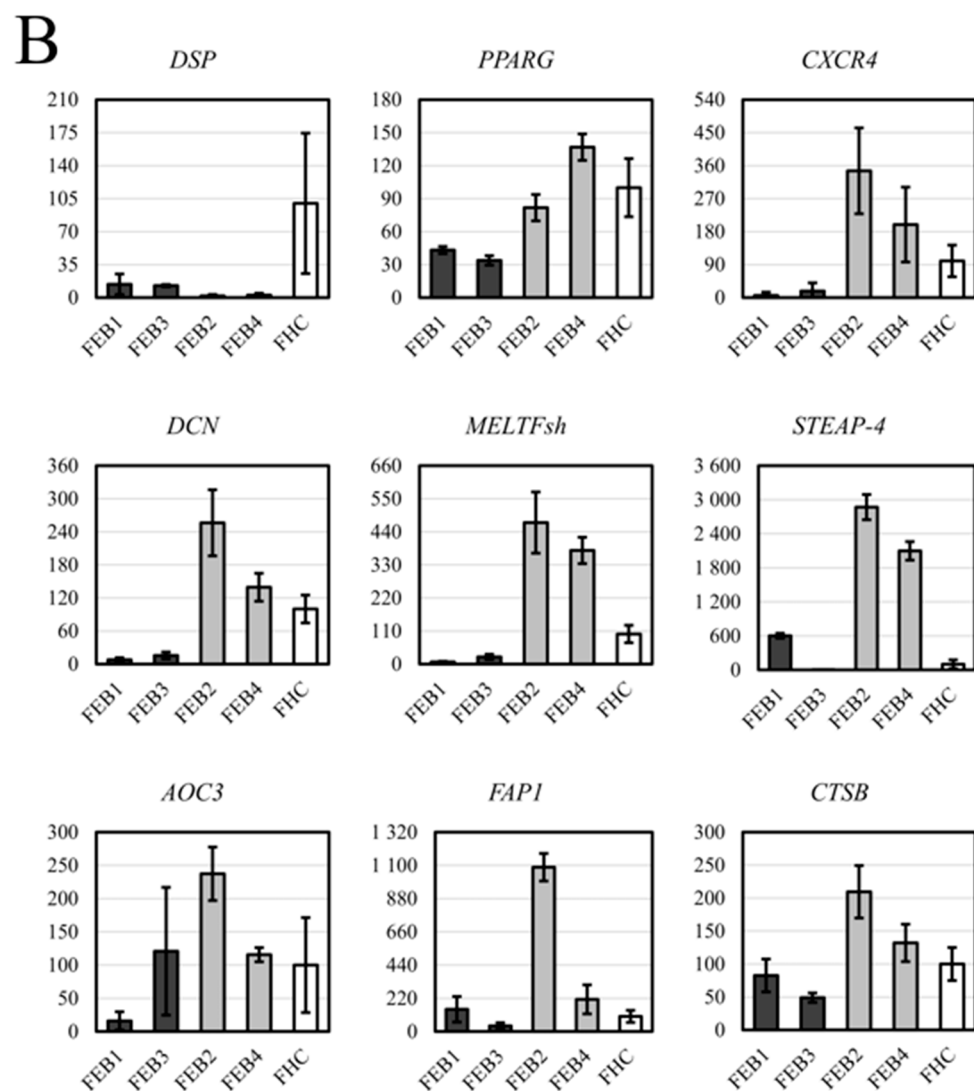 B
DSP PPARG CXCR4
210 180 540
175 150 450
140 120 360
105 90 270
70 60 180
35 30 90
0 0 0
FEB1 FEB3 FEB2 FEB4 FHC FEB1 FEB3 FEB2 FEB4 FHC FEB1 FEB3 FEB2 FEB4 FHC
DCN MELTFsh STEAP-4
360 660 3 600
300 550 3 000
240 440 2 400
180 330 1 800
120 220 1 200
60 110 600
0 0 0
FEB1 FEB3 FEB2 FEB4 FHC FEB1 FEB3 FEB2 FEB4 FHC FEB1 FEB3 FEB2 FEB4 FHC
AOC3 FAP1 CTSB
300 1 320 300
250 1 100 250
200 880 200
150 660 150
100 440 100
50 220 50
0 0 0
FEB1 FEB3 FEB2 FEB4 FHC FEB1 FEB3 FEB2 FEB4 FHC FEB1 FEB3 FEB2 FEB4 FHC